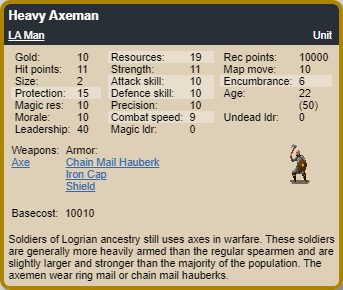 Heavy Axeman
LA Man Unit
Gold: 10 Resources: 19 Rec points: 10000
Hit points: 11 Strength: 11 Map move: 10
Size: 2 Attack skill: 10 Encumbrance: 6
Protection: 15 Defence skill: 10 Age: 22
Magic res: 10 Precision: 10 (50)
Morale: 10 Combat speed: 9 Undead ldr: 0
Leadership: 40 Magic ldr: 0
Weapons: Armor:
Axe Chain Mail Hauberk
Iron Cap
Shield
Basecost: 10010
Soldiers of Logrian ancestry still uses axes in warfare. These soldiers
are generally more heavily armed than the regular spearmen and are
slightly larger and stronger than the majority of the population. The
axemen wear ring mail or chain mail hauberks.